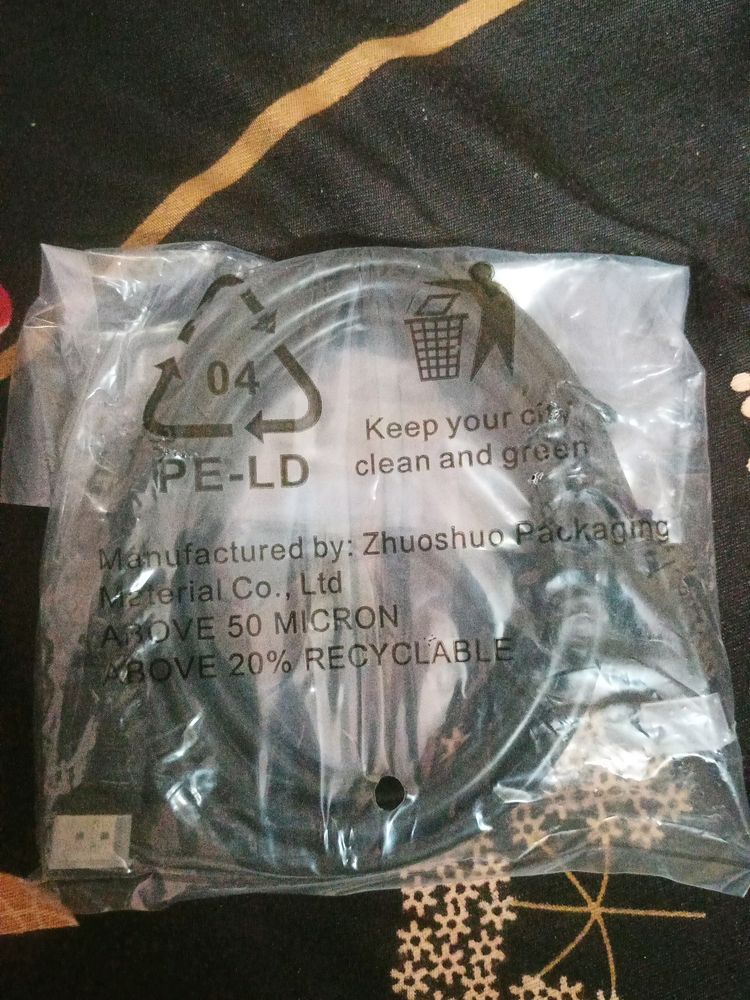 04
PE-LD
Keep your city
clean and green
Manufactured by: Zhuoshuo Packaging
Material Co., Ltd
ABOVE 50 MICRON
ABOVE 20% RECYCLABLE